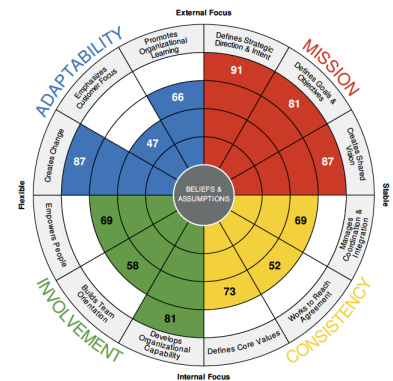 External Focus
ADAPTABILITY
MISSION
Promotes
Organizational
Learning
Defines Strategic
Direction & Intent
Emphasizes
Customer Focus
Defines Goals &
Objectives
Creates Change
Creates Shared
Vision
66
91
47
81
87
87
Flexible
BELIEFS &
ASSUMPTIONS
Stable
69
69
58
52
81
73
Empowers People
Manages
Coordination &
Integration
Builds Team
Orientation
Works to Reach
Agreement
Develops
Organizational
Capability
Defines Core Values
INVOLVEMENT
CONSISTENCY
Internal Focus